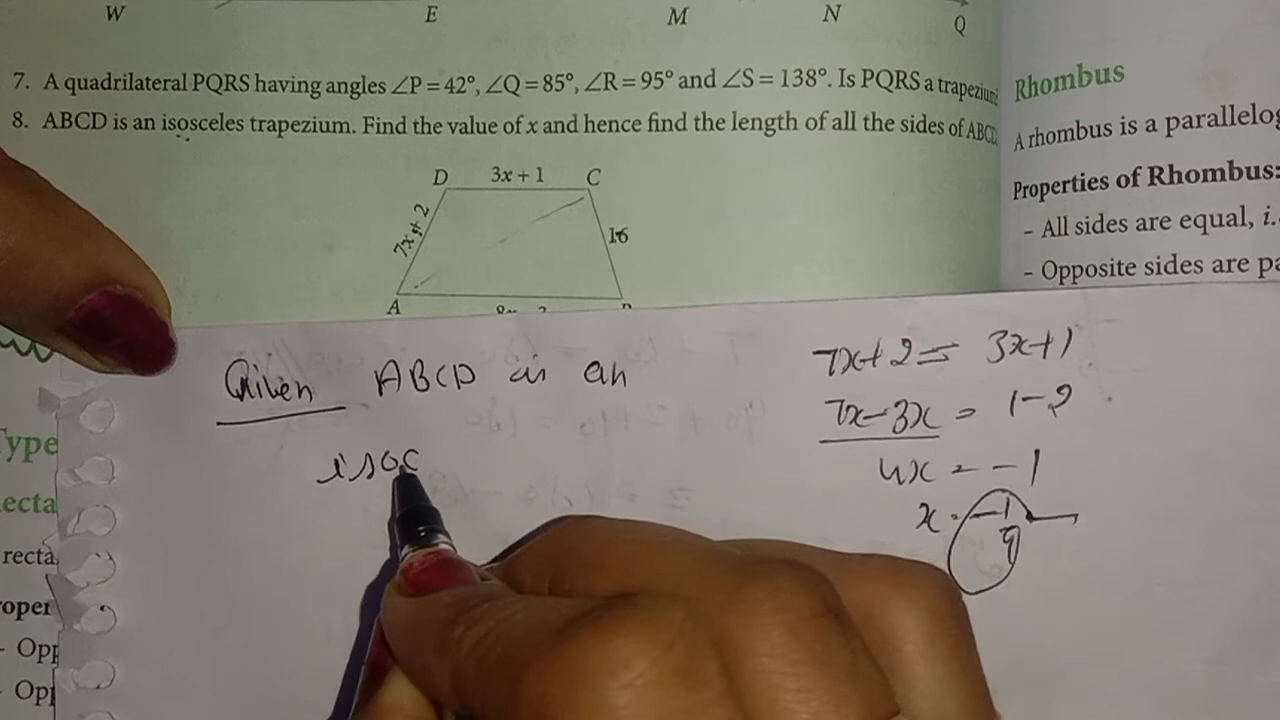 W E M N Q
7. A quadrilateral PQRS having angles ∠P = 42°, ∠Q = 85°, ∠R = 95° and ∠S = 138°. Is PQRS a trapezium?
8. ABCD is an isosceles trapezium. Find the value of x and hence find the length of all the sides of ABCD
D 3x + 1 C
7x + 2
16
A
Rhombus
A rhombus is a parallelog
Properties of Rhombus:
- All sides are equal, i.
- Opposite sides are pa
Given ABCD is an
isoc
7x+2 = 3x+1
7x-3x = 1-2
4x = -1
x = -1
9
Type
ecta
recta
roper
- Opp
- Opp